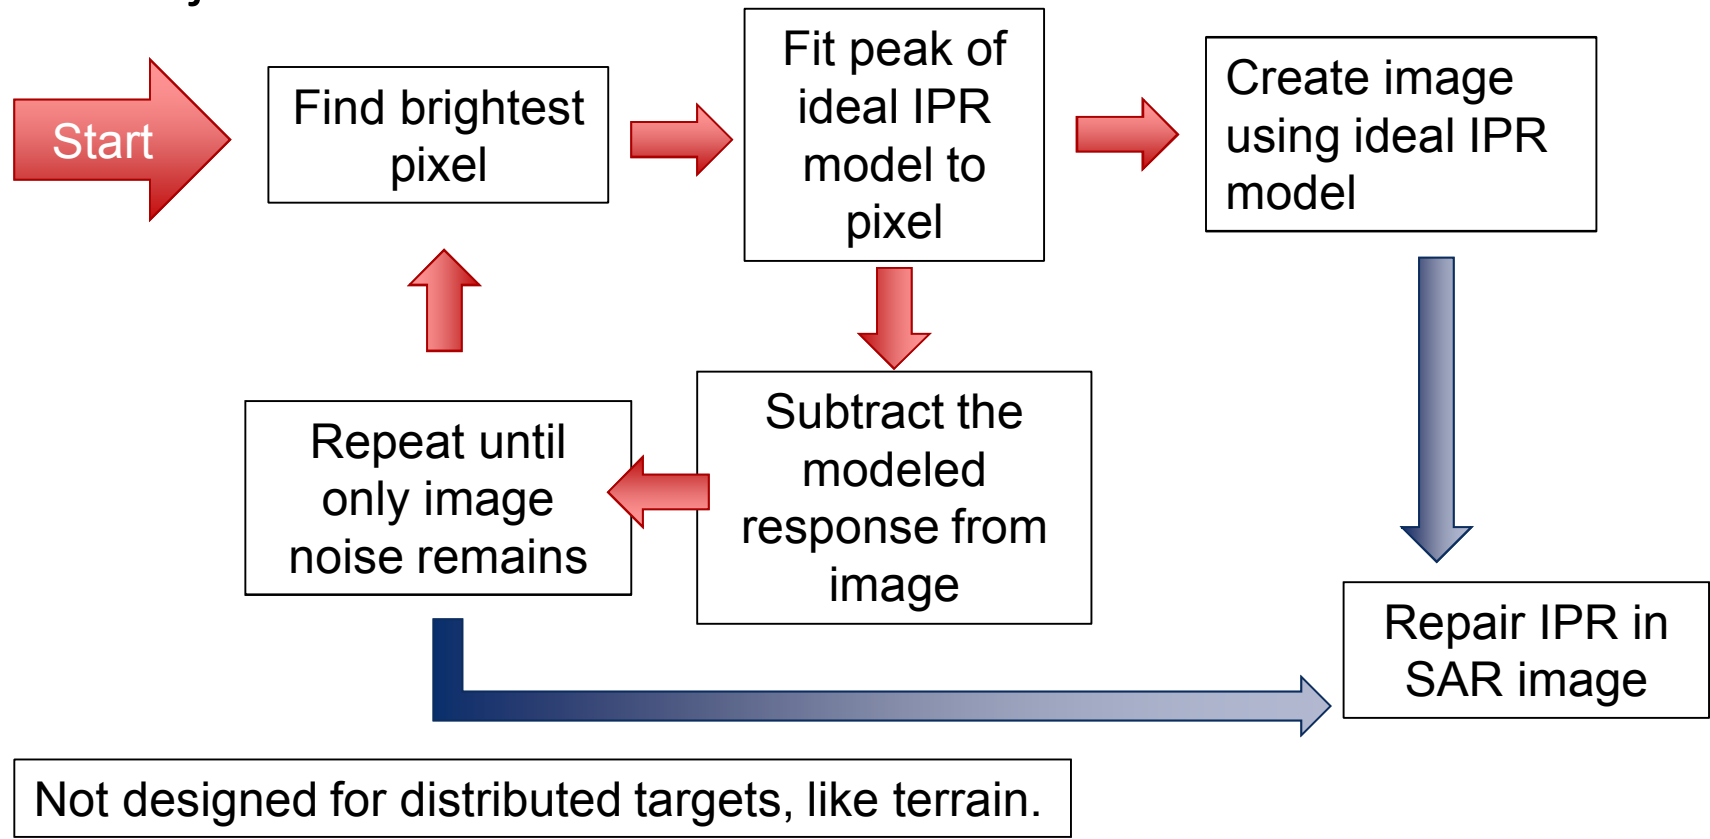 Start
Find brightest
pixel
Fit peak of
ideal IPR
model to
pixel
Create image
using ideal IPR
model
Subtract the
modeled
response from
image
Repeat until
only image
noise remains
Repair IPR in
SAR image
Not designed for distributed targets, like terrain.